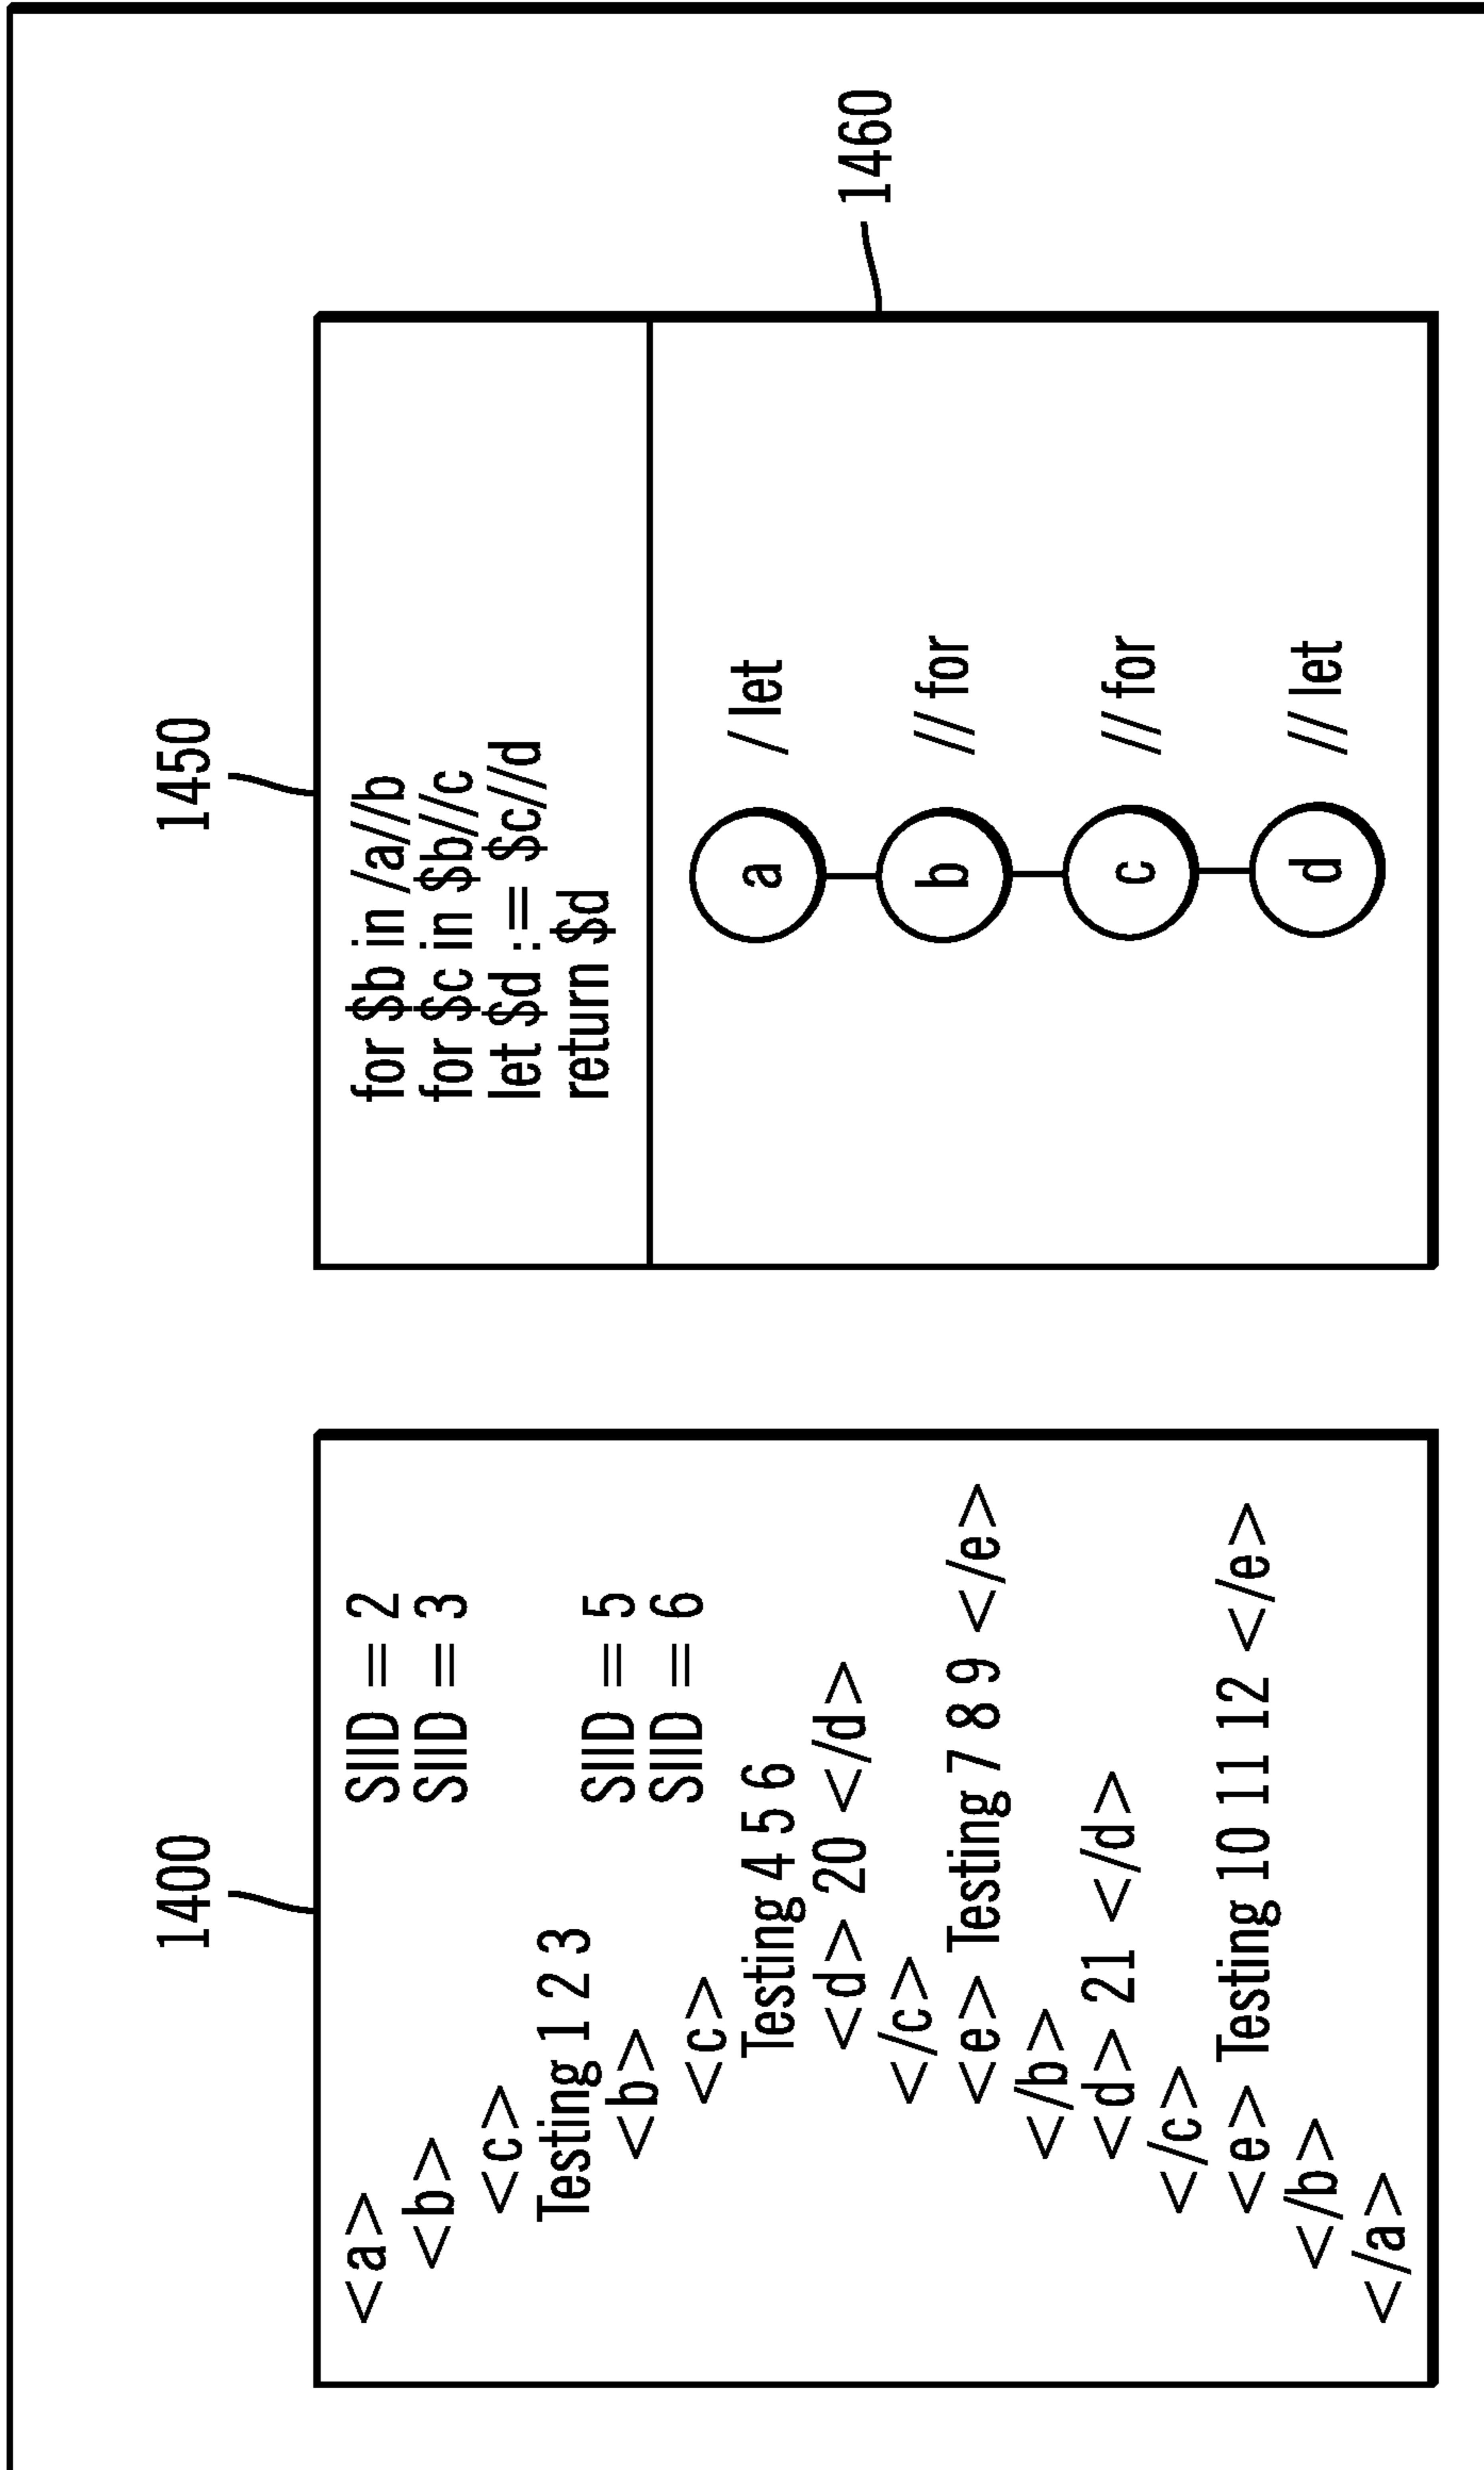 1400
<a> SIID = 2
<b> SIID = 3
<c>
Testing 1 2 3
<b> SIID = 5
<c> SIID = 6
Testing 4 5 6
<d> 20 </d>
</c>
<e> Testing 7 8 9 </e>
</b>
<d> 21 </d>
</c>
<e> Testing 10 11 12 </e>
</b>
</a>
1450
for $b in /a//b
for $c in $b//c
let $d := $c//d
return $d
1460
a / let
b // for
c // for
d // let